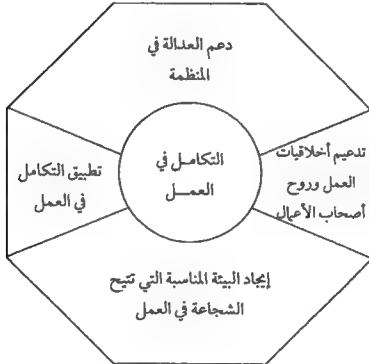 دعم العدالة في
المنظمة
تدعيم أخلاقيات
العمل وروح
أصحاب الأعمال
التكامل في
العمـــل
تطبيق التكامل
في العمل
إيجاد البيئة المناسبة التي تتيح
الشجاعة في العمل